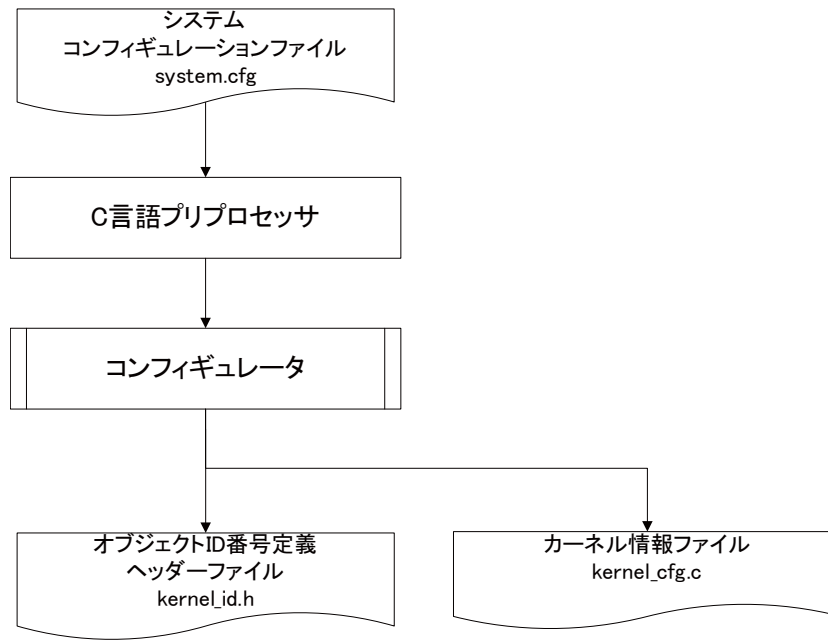 システム
コンフィギュレーションファイル
system.cfg
C言語プリプロセッサ
コンフィギュレータ
オブジェクトID番号定義
ヘッダーファイル
kernel_id.h
カーネル情報ファイル
kernel_cfg.c